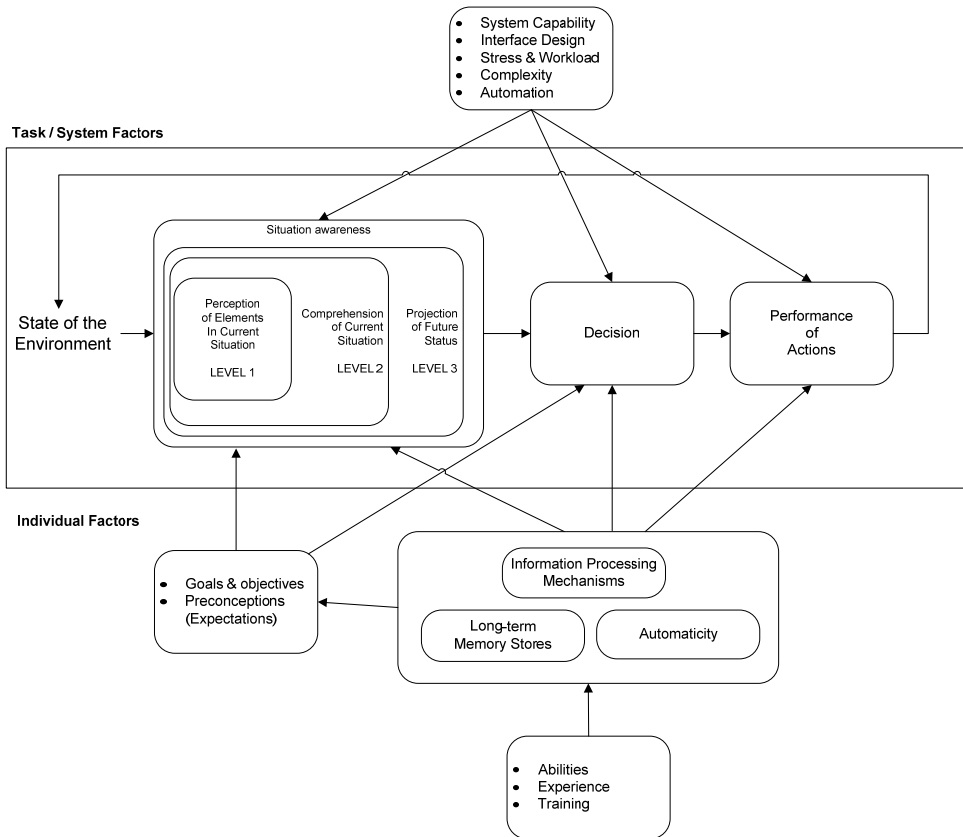 • System Capability
• Interface Design
• Stress & Workload
• Complexity
• Automation
Task / System Factors
Situation awareness
State of the
Environment
Perception
of Elements
In Current
Situation
LEVEL 1
Comprehension
of Current
Situation
LEVEL 2
Projection
of Future
Status
LEVEL 3
Decision
Performance
of
Actions
Individual Factors
• Goals & objectives
• Preconceptions
(Expectations)
Information Processing
Mechanisms
Long-term
Memory Stores
Automaticity
• Abilities
• Experience
• Training